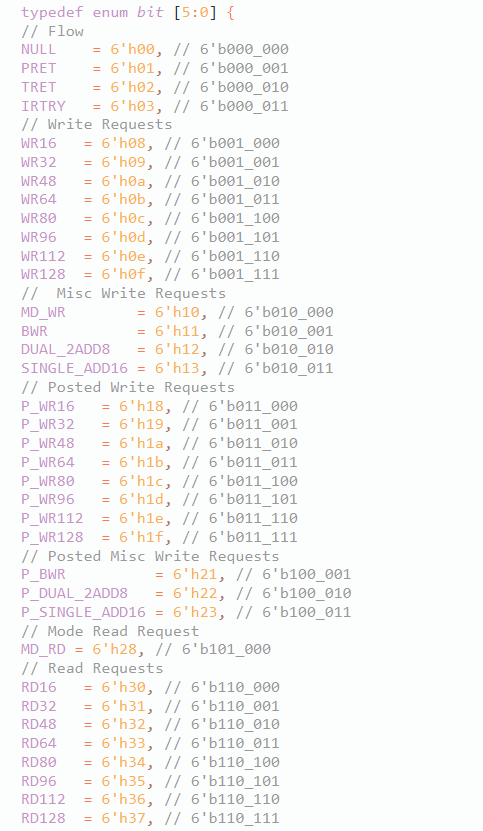 typedef enum bit [5:0] {
// Flow
NULL    = 6'h00, // 6'b000_000
PRET    = 6'h01, // 6'b000_001
TRET    = 6'h02, // 6'b000_010
IRTRY   = 6'h03, // 6'b000_011
// Write Requests
WR16   = 6'h08, // 6'b001_000
WR32   = 6'h09, // 6'b001_001
WR48   = 6'h0a, // 6'b001_010
WR64   = 6'h0b, // 6'b001_011
WR80   = 6'h0c, // 6'b001_100
WR96   = 6'h0d, // 6'b001_101
WR112  = 6'h0e, // 6'b001_110
WR128  = 6'h0f, // 6'b001_111
//  Misc Write Requests
MD_WR        = 6'h10, // 6'b010_000
BWR          = 6'h11, // 6'b010_001
DUAL_2ADD8   = 6'h12, // 6'b010_010
SINGLE_ADD16 = 6'h13, // 6'b010_011
// Posted Write Requests
P_WR16   = 6'h18, // 6'b011_000
P_WR32   = 6'h19, // 6'b011_001
P_WR48   = 6'h1a, // 6'b011_010
P_WR64   = 6'h1b, // 6'b011_011
P_WR80   = 6'h1c, // 6'b011_100
P_WR96   = 6'h1d, // 6'b011_101
P_WR112  = 6'h1e, // 6'b011_110
P_WR128  = 6'h1f, // 6'b011_111
// Posted Misc Write Requests
P_BWR          = 6'h21, // 6'b100_001
P_DUAL_2ADD8   = 6'h22, // 6'b100_010
P_SINGLE_ADD16 = 6'h23, // 6'b100_011
// Mode Read Request
MD_RD = 6'h28, // 6'b101_000
// Read Requests
RD16   = 6'h30, // 6'b110_000
RD32   = 6'h31, // 6'b110_001
RD48   = 6'h32, // 6'b110_010
RD64   = 6'h33, // 6'b110_011
RD80   = 6'h34, // 6'b110_100
RD96   = 6'h35, // 6'b110_101
RD112  = 6'h36, // 6'b110_110
RD128  = 6'h37, // 6'b110_111